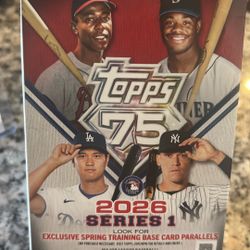 TOPPS
75
2026
SERIES 1
LOOK FOR
EXCLUSIVE SPRING TRAINING BASE CARD PARALLELS